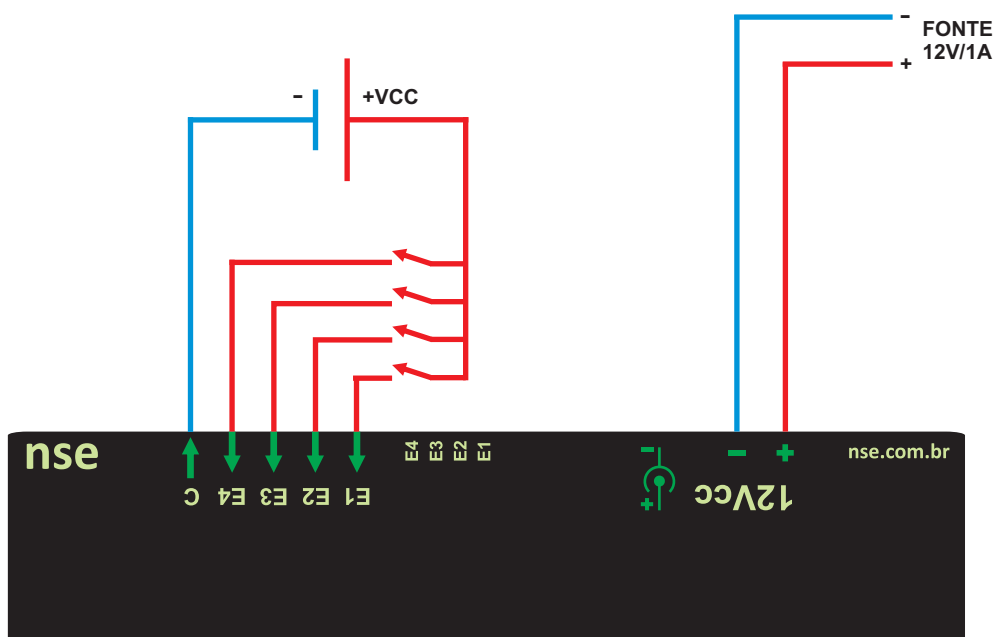 -
FONTE
12V/1A
+
-
+VCC
nse
C
E4
E3
E2
E1
E4
E3
E2
E1
-
+
-
+
12Vcc
nse.com.br